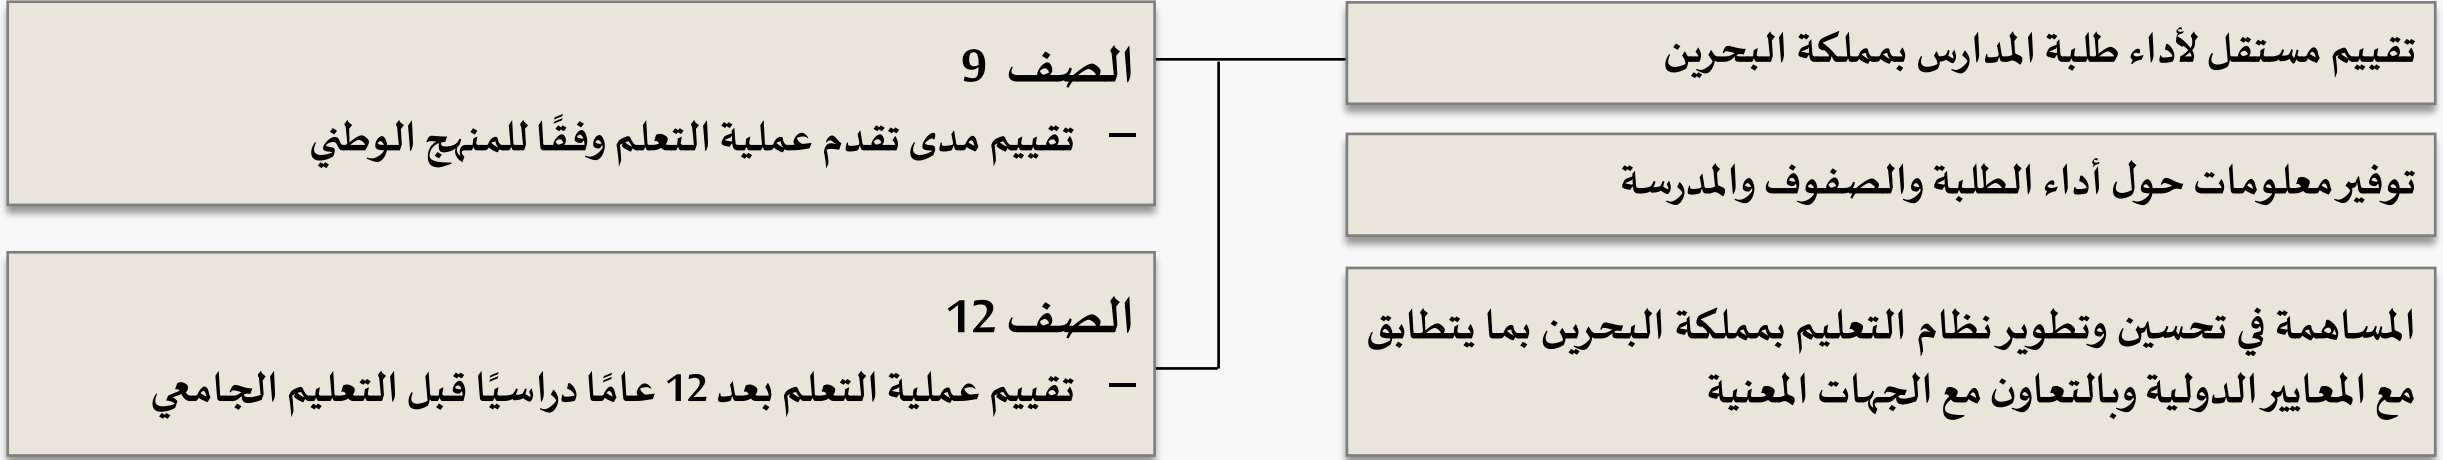 تقييم مستقل لأداء طلبة المدارس بمملكة البحرين
توفير معلومات حول أداء الطلبة والصفوف والمدرسة
المساهمة في تحسين وتطوير نظام التعليم بمملكة البحرين بما يتطابق
مع المعايير الدولية وبالتعاون مع الجهات المعنية
الصف 9
– تقييم مدى تقدم عملية التعلم وفقًا للمنهج الوطني
الصف 12
– تقييم عملية التعلم بعد 12 عامًا دراسيًا قبل التعليم الجامعي